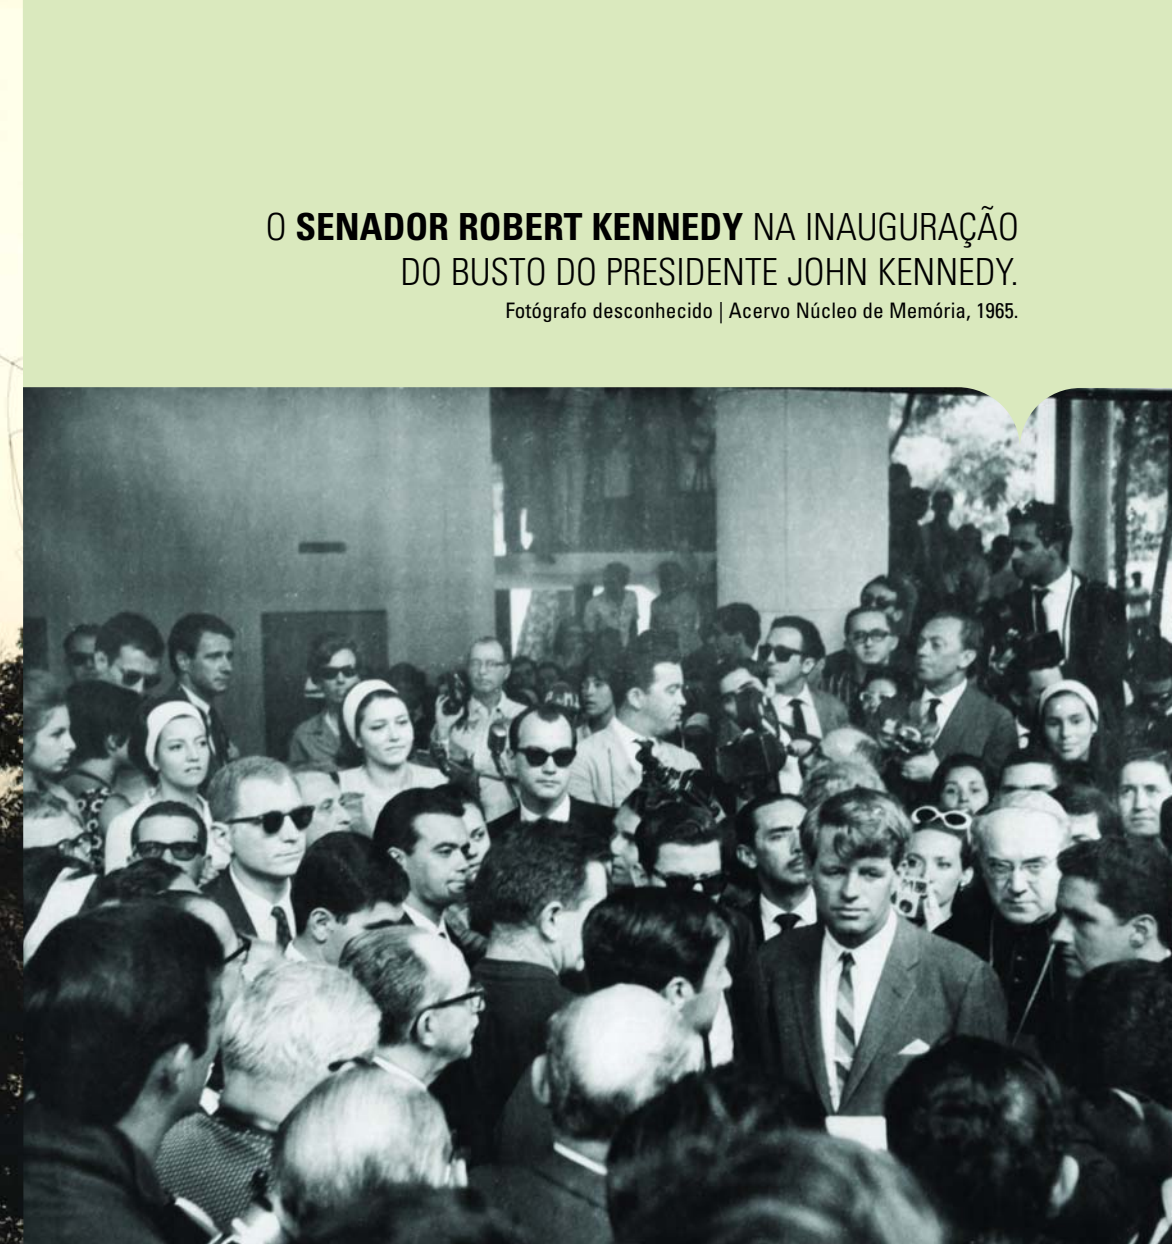 O SENADOR ROBERT KENNEDY NA INAUGURAÇÃO
DO BUSTO DO PRESIDENTE JOHN KENNEDY.
Fotógrafo desconhecido | Acervo Núcleo de Memória, 1965.